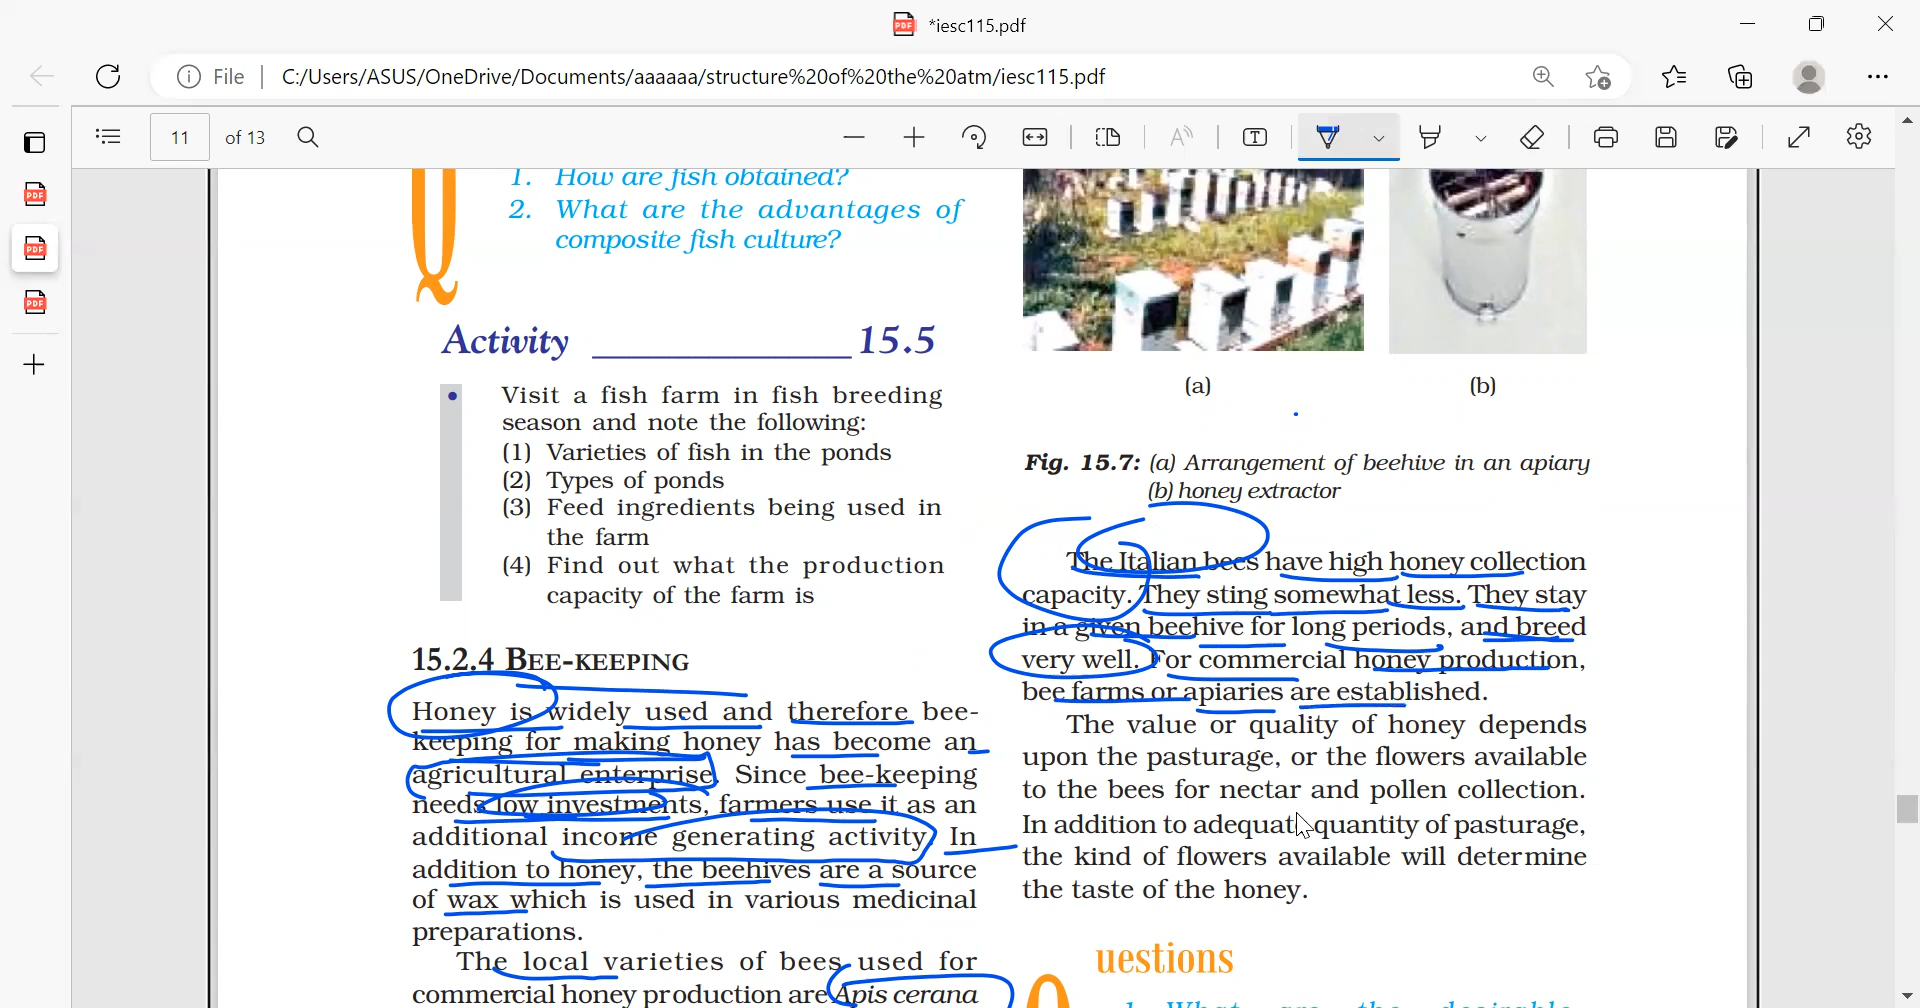 *iesc115.pdf
File
C:/Users/ASUS/OneDrive/Documents/aaaaaa/structure%20of%20the%20atm/iesc115.pdf
11 of 13
1. How are fish obtained?
2. What are the advantages of
composite fish culture?
Q
Activity 15.5
• Visit a fish farm in fish breeding
season and note the following:
(1) Varieties of fish in the ponds
(2) Types of ponds
(3) Feed ingredients being used in
the farm
(4) Find out what the production
capacity of the farm is
15.2.4 BEE-KEEPING
Honey is widely used and therefore bee-
keeping for making honey has become an
agricultural enterprise. Since bee-keeping
needs low investments, farmers use it as an
additional income generating activity. In
addition to honey, the beehives are a source
of wax which is used in various medicinal
preparations.
The local varieties of bees used for
commercial honey production are Apis cerana
(a) (b)
Fig. 15.7: (a) Arrangement of beehive in an apiary
(b) honey extractor
The Italian bees have high honey collection
capacity. They sting somewhat less. They stay
in a given beehive for long periods, and breed
very well. For commercial honey production,
bee farms or apiaries are established.
The value or quality of honey depends
upon the pasturage, or the flowers available
to the bees for nectar and pollen collection.
In addition to adequate quantity of pasturage,
the kind of flowers available will determine
the taste of the honey.
uestions
1. What are the desirable